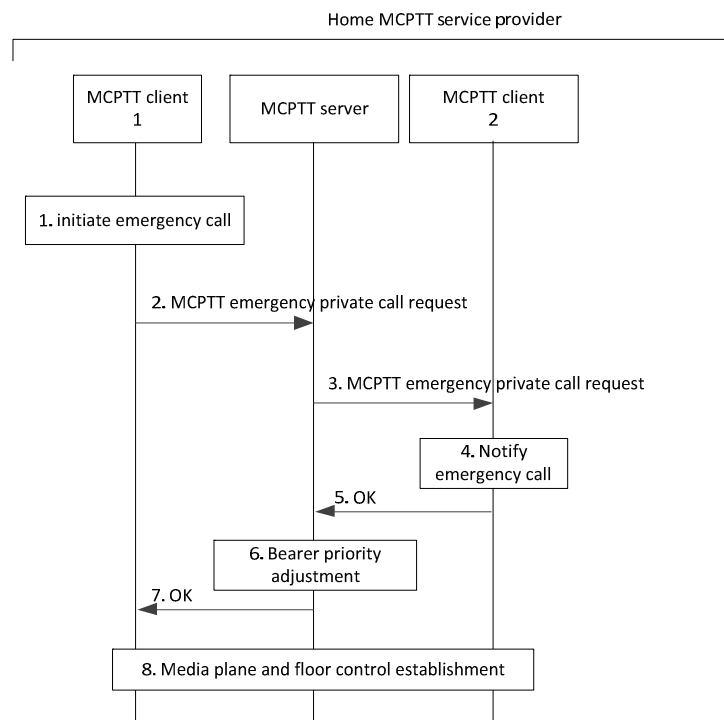 Home MCPTT service provider
MCPTT client
1
MCPTT server
MCPTT client
2
1. initiate emergency call
2. MCPTT emergency private call request
3. MCPTT emergency private call request
4. Notify
emergency call
5. OK
6. Bearer priority
adjustment
7. OK
8. Media plane and floor control establishment